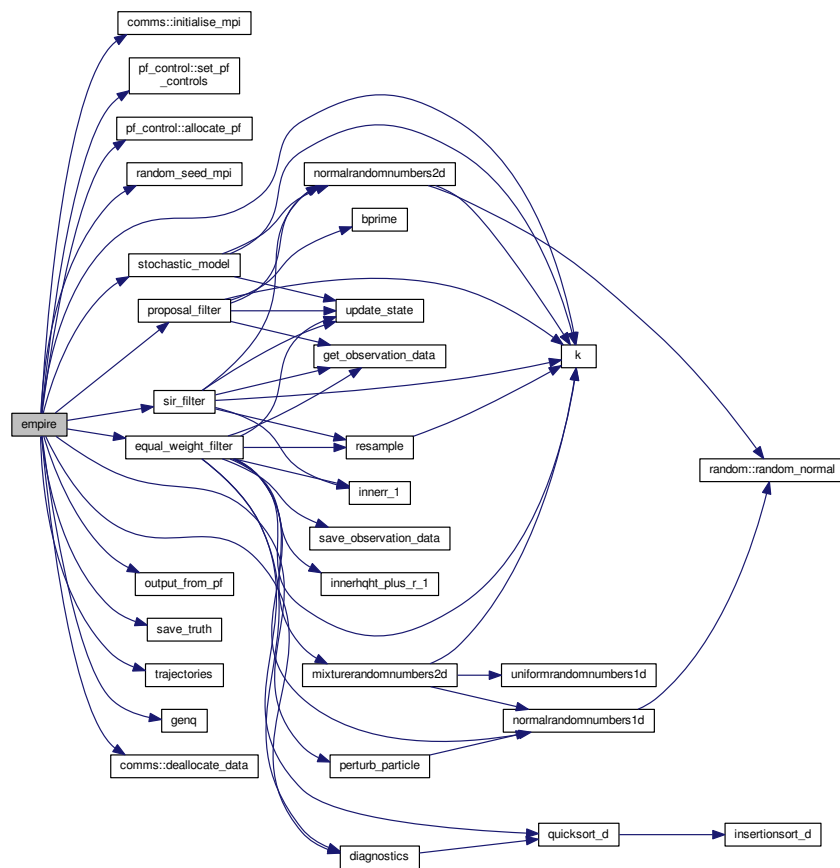 comms::initialise_mpi
pf_control::set_pf
_controls
pf_control::allocate_pf
random_seed_mpi
normalrandomnumbers2d
bprime
stochastic_model
proposal_filter
update_state
get_observation_data
k
sir_filter
empire
equal_weight_filter
resample
random::random_normal
innerr_1
save_observation_data
output_from_pf
innerhqht_plus_r_1
save_truth
trajectories
mixturerandomnumbers2d
uniformrandomnumbers1d
genq
normalrandomnumbers1d
comms::deallocate_data
perturb_particle
quicksort_d
insertionsort_d
diagnostics